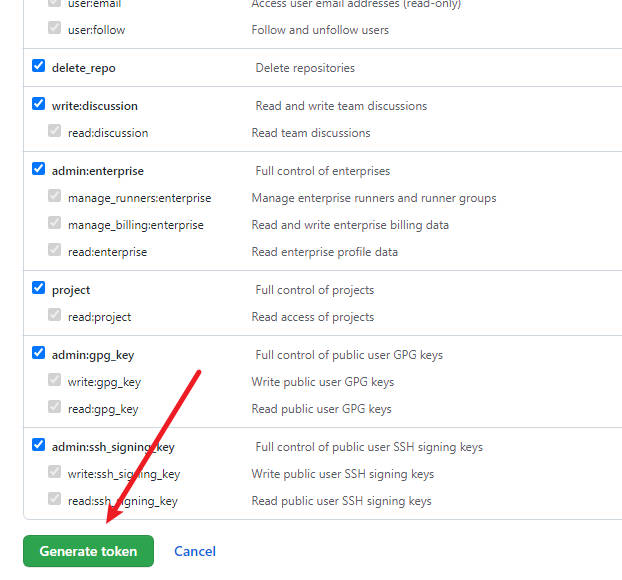 user:email Access user email addresses (read-only)
user:follow Follow and unfollow users
delete_repo Delete repositories
write:discussion Read and write team discussions
read:discussion Read team discussions
admin:enterprise Full control of enterprises
manage_runners:enterprise Manage enterprise runners and runner groups
manage_billing:enterprise Read and write enterprise billing data
read:enterprise Read enterprise profile data
project Full control of projects
read:project Read access of projects
admin:gpg_key Full control of public user GPG keys
write:gpg_key Write public user GPG keys
read:gpg_key Read public user GPG keys
admin:ssh_signing_key Full control of public user SSH signing keys
write:ssh_signing_key Write public user SSH signing keys
read:ssh_signing_key Read public user SSH signing keys
Generate token Cancel